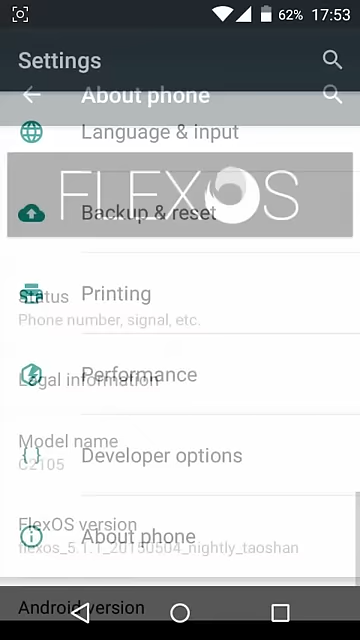 62% 17:53
Settings
About phone
Language & input
FLEXOS
Backup & reset
Printing
Status
Phone number, signal, etc.
Performance
Legal information
Model name
Developer options
C2105
FlexOS version
About phone
flexos_5.1.1_20150504_nightly_taoshan
Android version